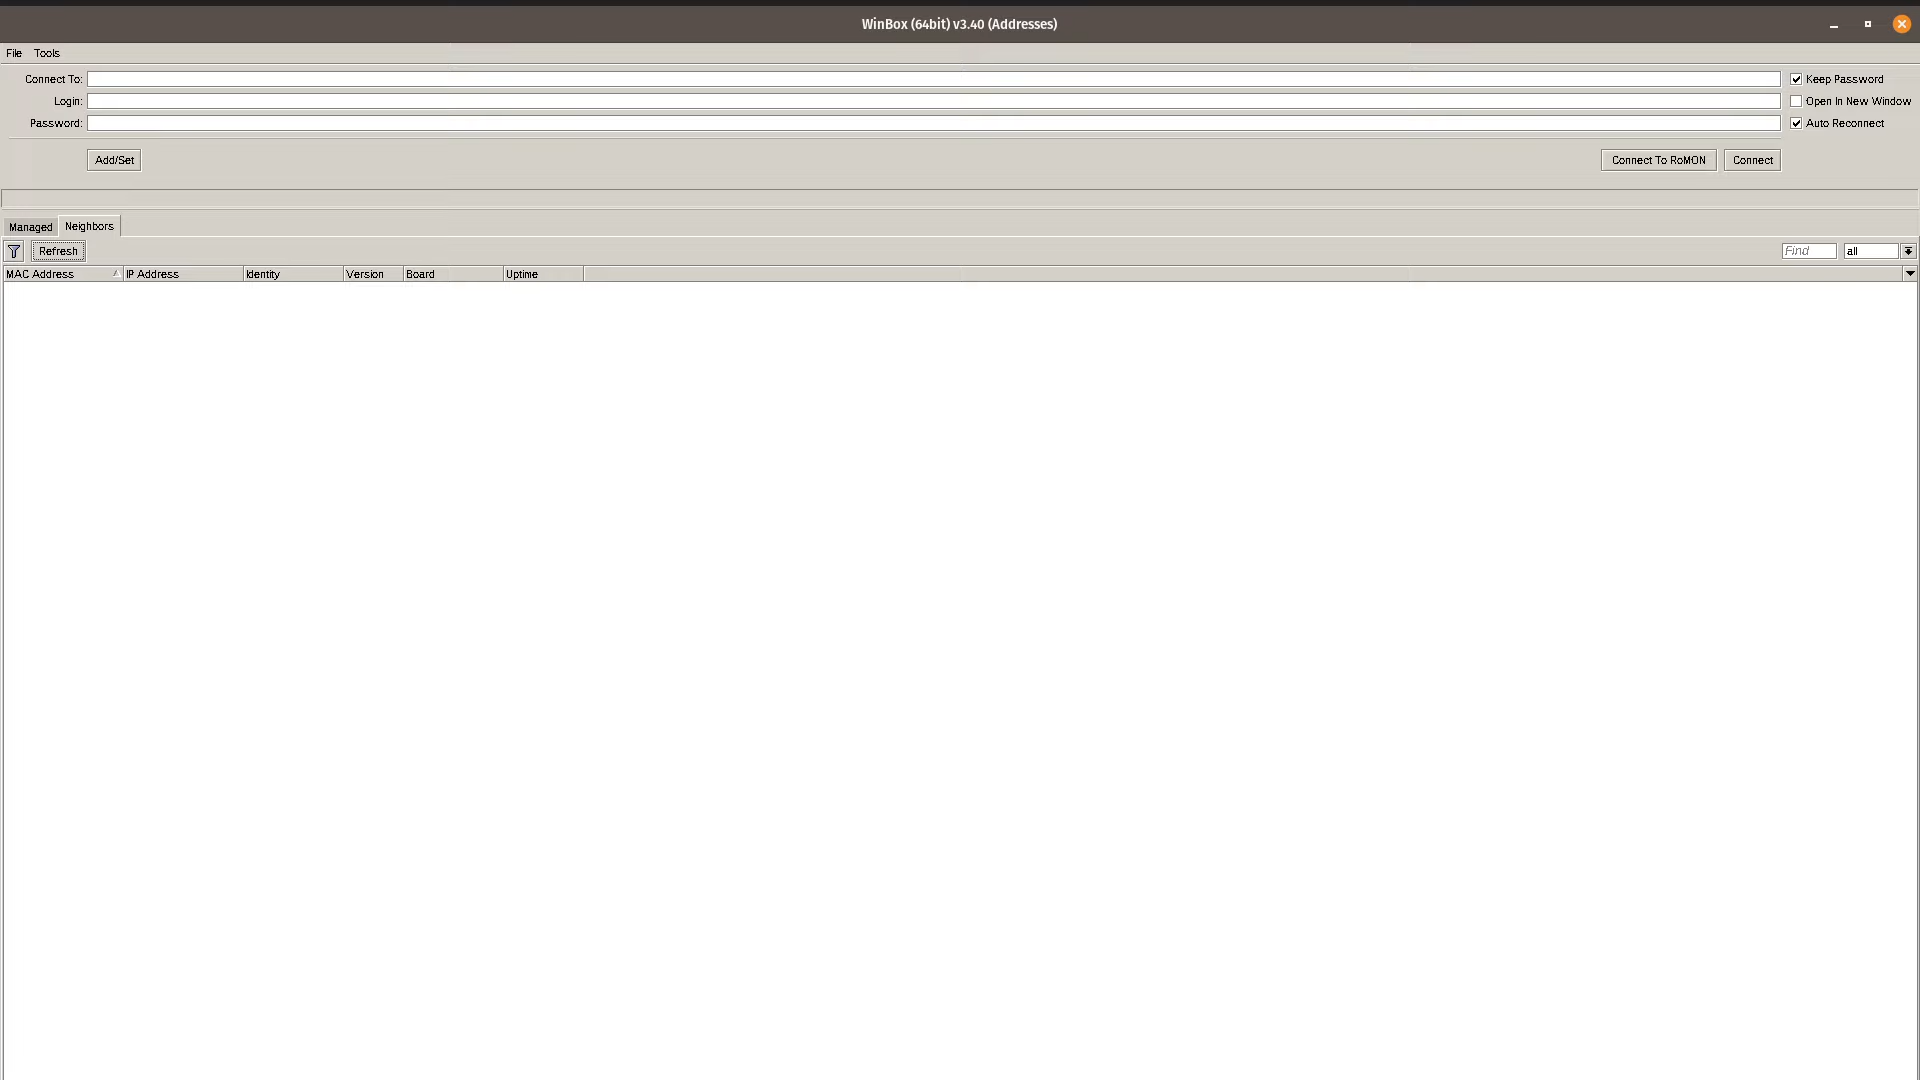 WinBox (64bit) v3.40 (Addresses)
File Tools
Connect To:
Keep Password
Login:
Open In New Window
Password:
Auto Reconnect
Add/Set
Connect To RoMON
Connect
Managed
Neighbors
Refresh
Find
all
MAC Address
IP Address
Identity
Version
Board
Uptime